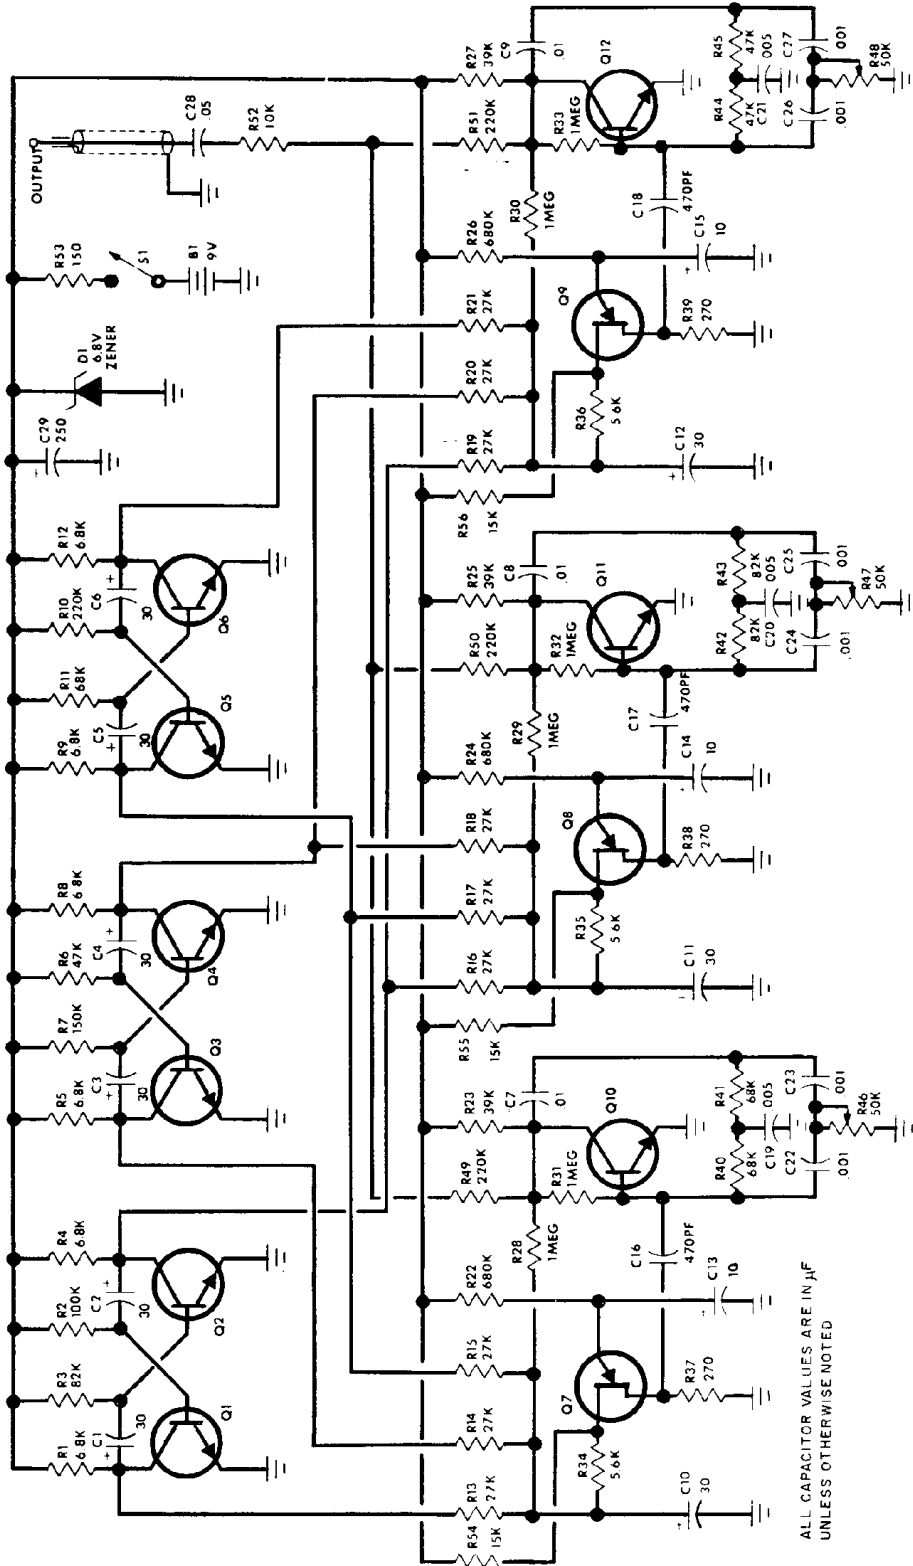 OUTPUT
R53
150
S1
B1
9V
C28
.05
R52
10K
D1
6.8V
ZENER
C29
250
R12
6.8K
R10
220K
C6
30
R11
68K
C5
30
R9
6.8K
Q6
Q5
R8
6.8K
R6
47K
C4
30
R7
150K
C3
30
R5
6.8K
Q4
Q3
R4
6.8K
R2
100K
C2
30
R3
82K
C1
30
R1
6.8K
Q2
Q1
R27
39K
C9
.01
Q12
R51
220K
R33
1MEG
R30
1MEG
R26
680K
R21
27K
R20
27K
R19
27K
R56
15K
C18
470PF
C15
10
Q9
R39
270
R36
5.6K
C12
30
R45
47K
.005
C21
R44
47K
C27
.001
C26
.001
R48
50K
R25
39K
C8
.01
Q11
R50
220K
R32
1MEG
R29
1MEG
R24
680K
R18
27K
R17
27K
R16
27K
R55
15K
C17
470PF
C14
10
Q8
R38
270
R35
5.6K
C11
30
R43
82K
.005
C20
R42
82K
C25
.001
C24
.001
R47
50K
R23
39K
C7
.01
Q10
R49
220K
R31
1MEG
R28
1MEG
R22
680K
R15
27K
R14
27K
R13
27K
R54
15K
C16
470PF
C13
10
Q7
R37
270
R34
5.6K
C10
30
R41
68K
.005
C19
R40
68K
C23
.001
C22
.001
R46
50K
ALL CAPACITOR VALUES ARE IN µF
UNLESS OTHERWISE NOTED